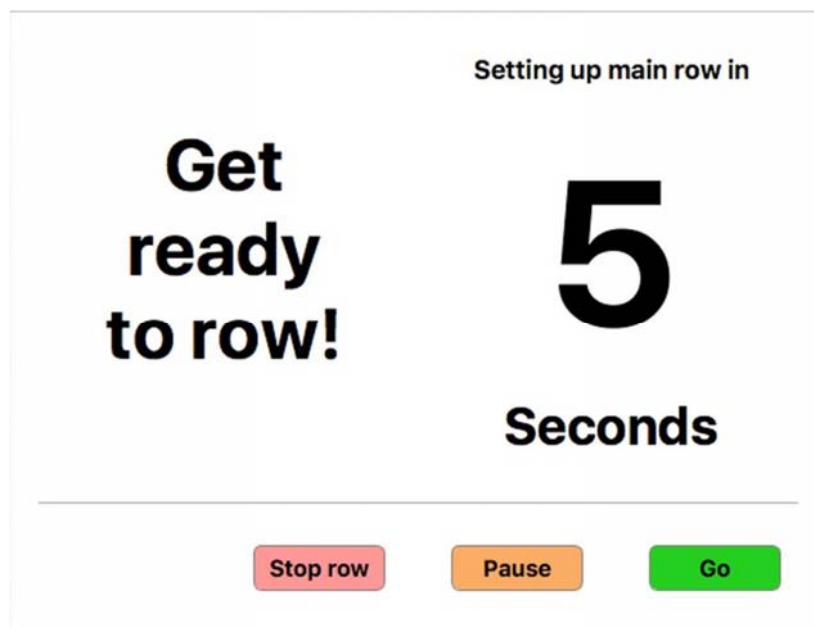 Get
ready
to row!
Setting up main row in
5
Seconds
Stop row
Pause
Go